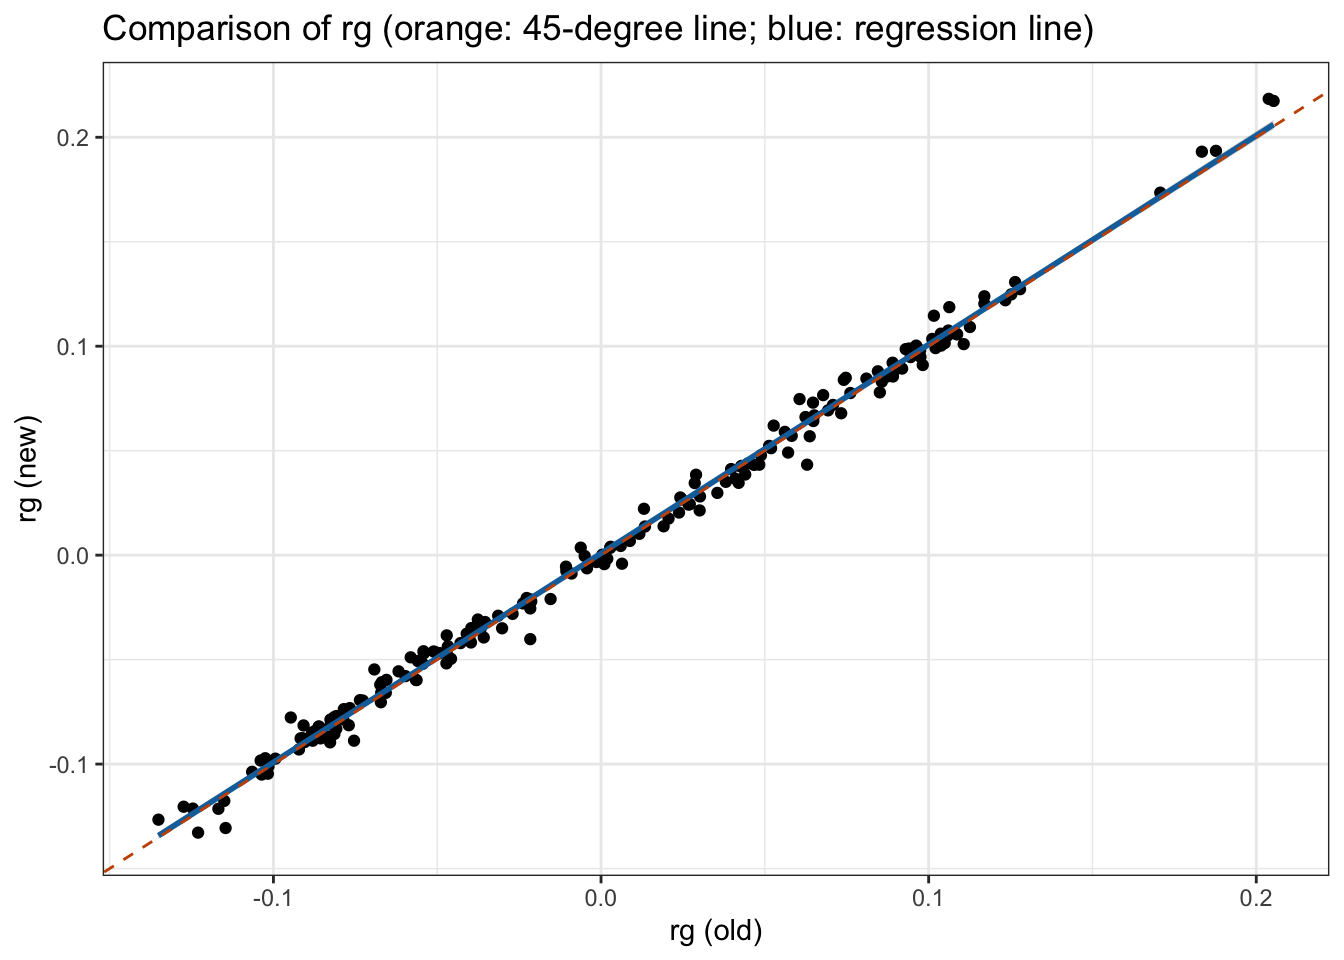 Comparison of rg (orange: 45-degree line; blue: regression line)
0.2
0.1
0.0
-0.1
rg (new)
-0.1
0.0
0.1
0.2
rg (old)